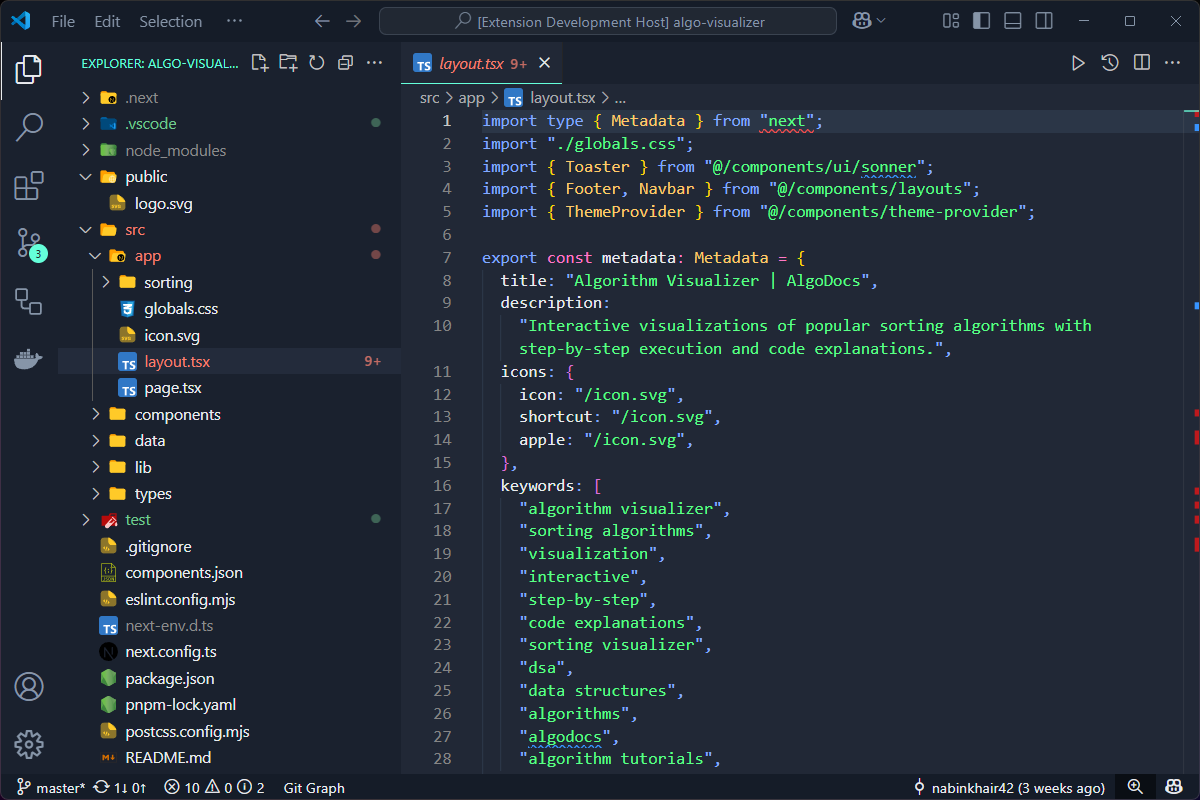 File Edit Selection ··· [Extension Development Host] algo-visualizer
EXPLORER: ALGO-VISUAL...
.next
.vscode
node_modules
public
logo.svg
src
app
sorting
globals.css
icon.svg
TS layout.tsx 9+
TS page.tsx
components
data
lib
types
test
.gitignore
components.json
eslint.config.mjs
TS next-env.d.ts
N next.config.ts
package.json
pnpm-lock.yaml
postcss.config.mjs
M↓ README.md
3
TS layout.tsx 9+
src > app > TS layout.tsx > ...
1 import type { Metadata } from "next";
2 import "./globals.css";
3 import { Toaster } from "@/components/ui/sonner";
4 import { Footer, Navbar } from "@/components/layouts";
5 import { ThemeProvider } from "@/components/theme-provider";
6
7 export const metadata: Metadata = {
8 title: "Algorithm Visualizer | AlgoDocs",
9 description:
10 "Interactive visualizations of popular sorting algorithms with
step-by-step execution and code explanations.",
11 icons: {
12 icon: "/icon.svg",
13 shortcut: "/icon.svg",
14 apple: "/icon.svg",
15 },
16 keywords: [
17 "algorithm visualizer",
18 "sorting algorithms",
19 "visualization",
20 "interactive",
21 "step-by-step",
22 "code explanations",
23 "sorting visualizer",
24 "dsa",
25 "data structures",
26 "algorithms",
27 "algodocs",
28 "algorithm tutorials",
master* 1↓ 0↑ 10 0 2 Git Graph nabinkhair42 (3 weeks ago)